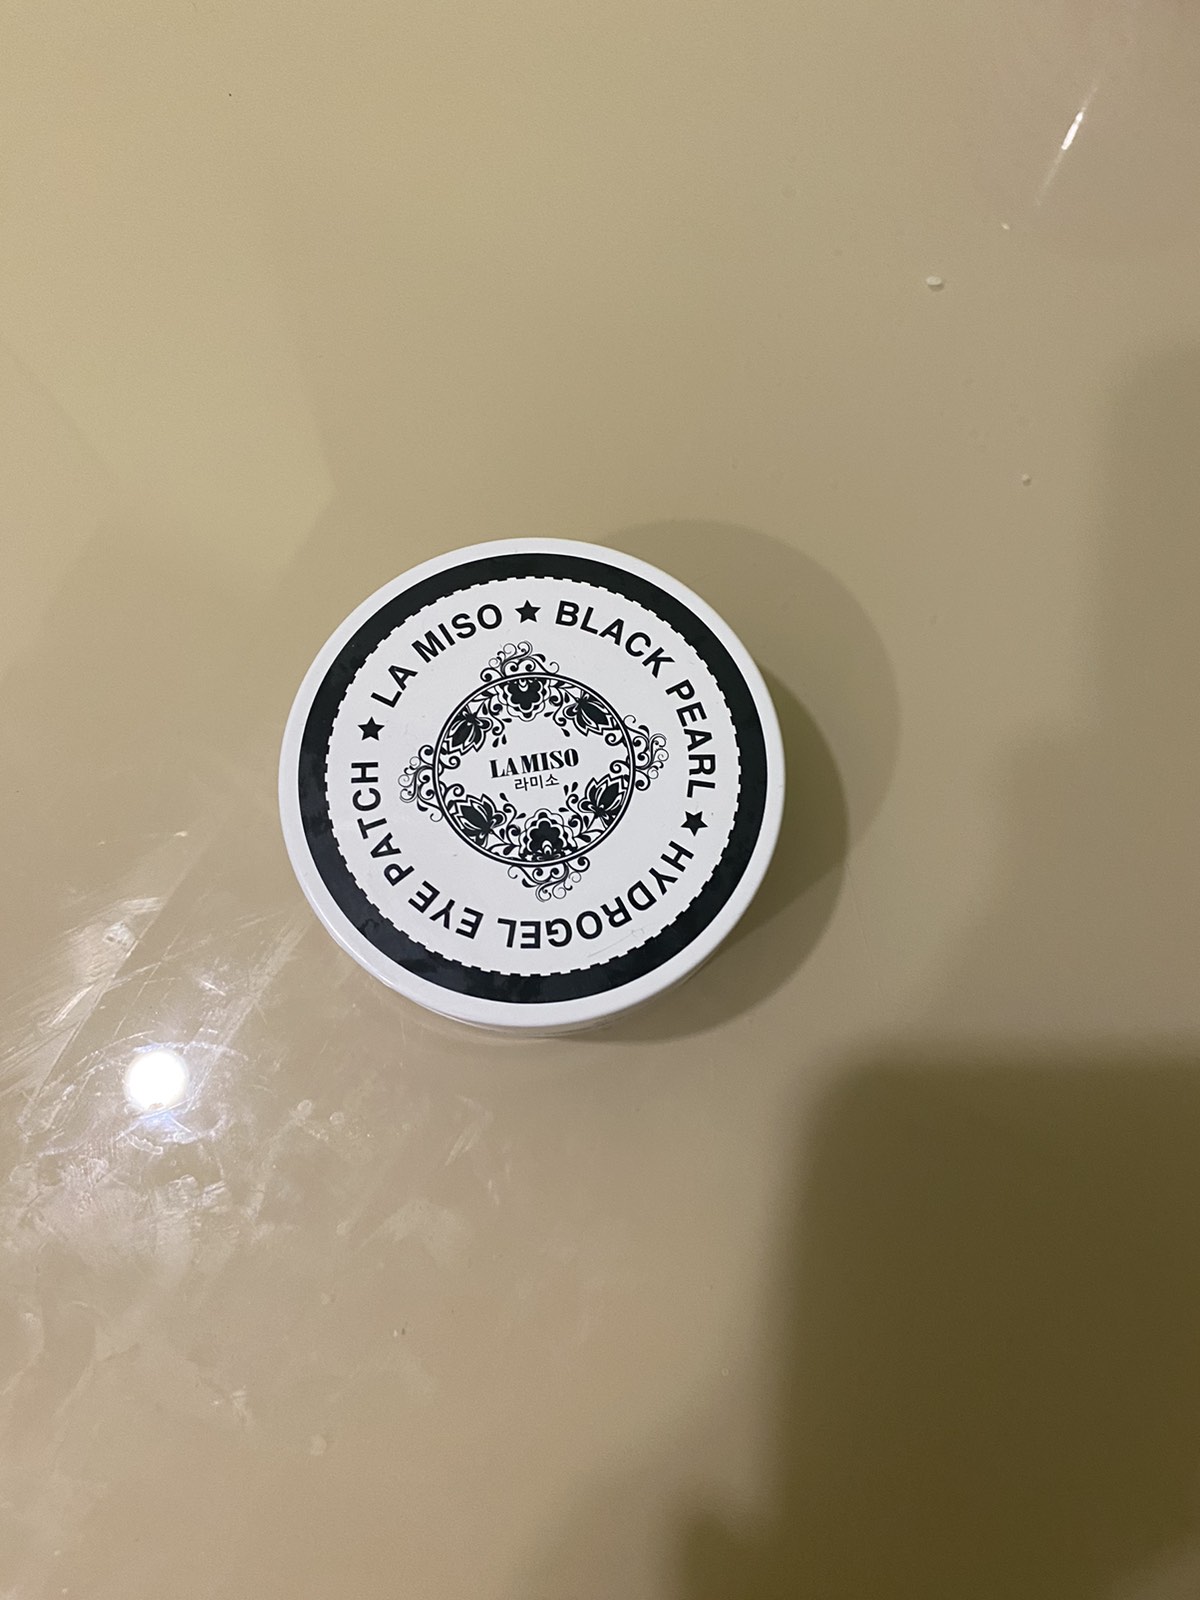 LA MISO ★ BLACK PEARL ★ HYDROGEL EYE PATCH ★
LAMISO
라미소